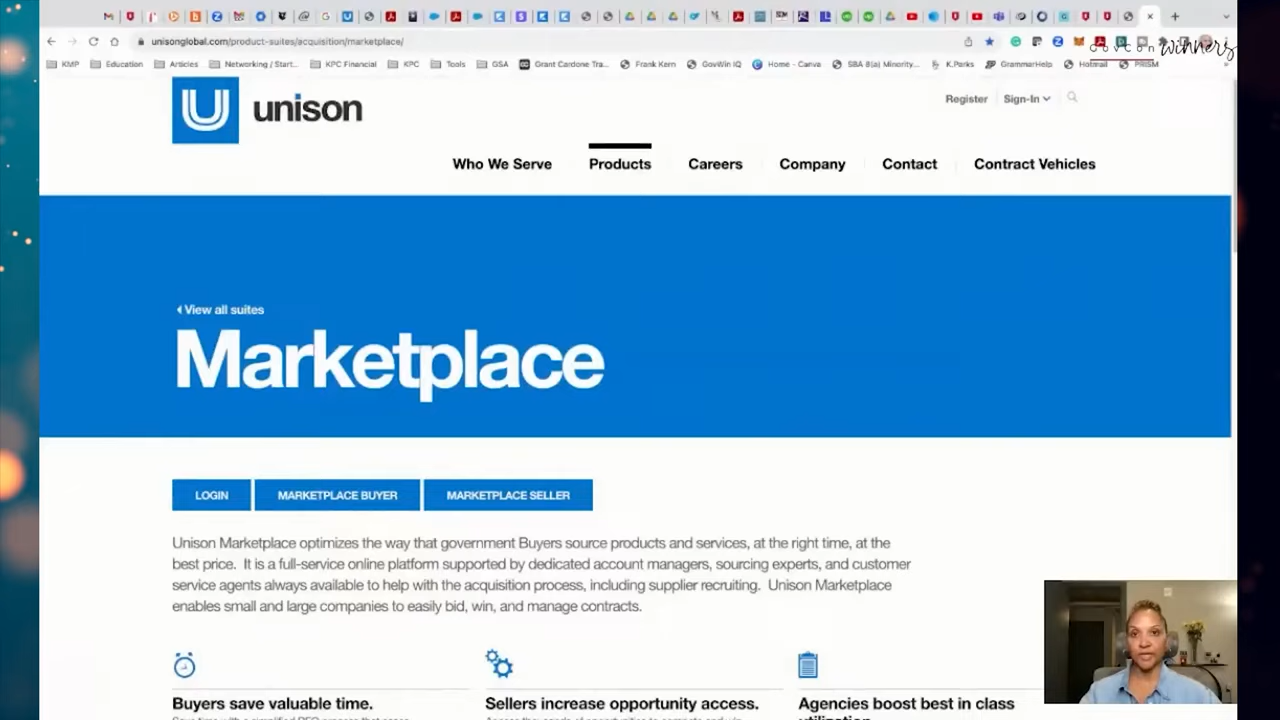 unisonglobal.com/product-suites/acquisition/marketplace/
govcon winners
KMP Education Articles Networking / Start... KPC Financial KPC Tools GSA Grant Cardone Tra... Frank Kern GovWin IQ Home - Canva SBA 8(a) Minority... K.Parks GrammarHelp Hotmail PRISM
unison
Register Sign-In
Who We Serve Products Careers Company Contact Contract Vehicles
View all suites
Marketplace
LOGIN MARKETPLACE BUYER MARKETPLACE SELLER
Unison Marketplace optimizes the way that government Buyers source products and services, at the right time, at the
best price. It is a full-service online platform supported by dedicated account managers, sourcing experts, and customer
service agents always available to help with the acquisition process, including supplier recruiting. Unison Marketplace
enables small and large companies to easily bid, win, and manage contracts.
Buyers save valuable time. Sellers increase opportunity access. Agencies boost best in class
utilization